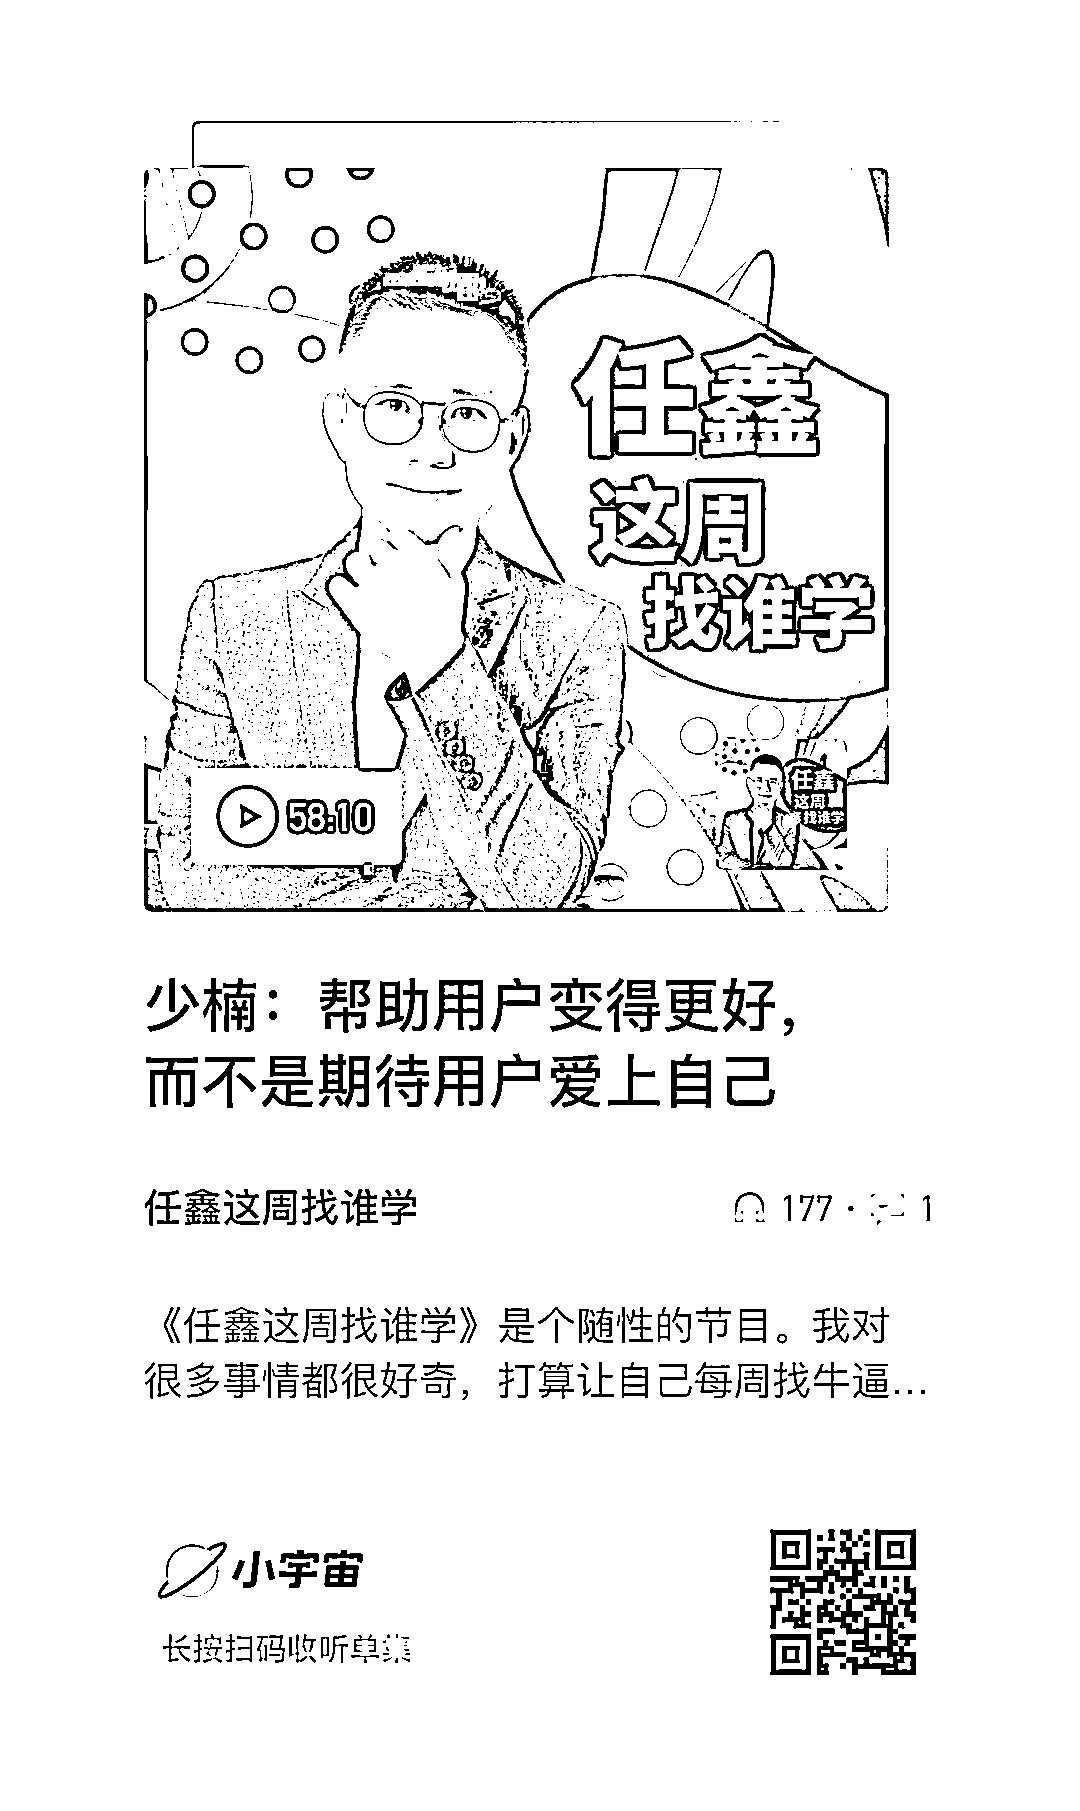 任鑫
这周
找谁学
任鑫
这周
找谁学
58:10
少楠：帮助用户变得更好，
而不是期待用户爱上自己
任鑫这周找谁学
177 · 1
《任鑫这周找谁学》是个随性的节目。我对
很多事情都很好奇，打算让自己每周找牛逼...
小宇宙
长按扫码收听单集